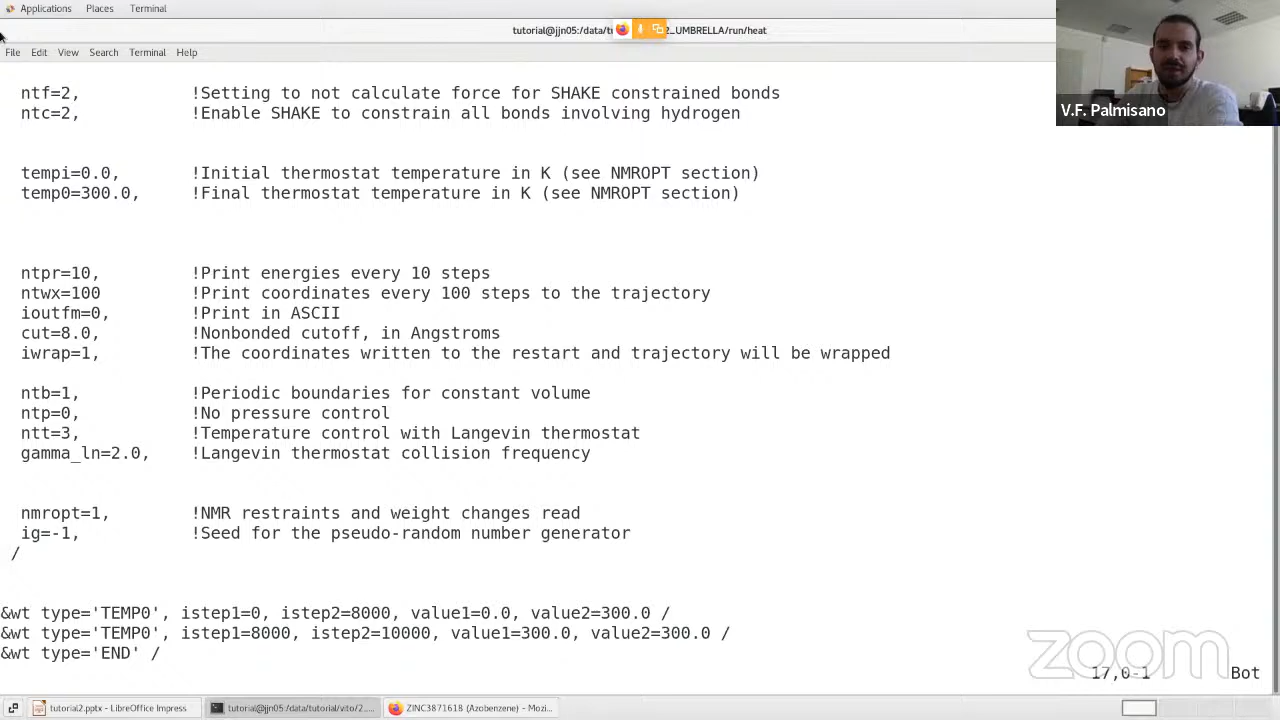 Applications Places Terminal
tutorial@jjn05:/data/tu 2_UMBRELLA/run/heat
File Edit View Search Terminal Help
V.F. Palmisano
ntf=2, !Setting to not calculate force for SHAKE constrained bonds
ntc=2, !Enable SHAKE to constrain all bonds involving hydrogen
tempi=0.0, !Initial thermostat temperature in K (see NMROPT section)
temp0=300.0, !Final thermostat temperature in K (see NMROPT section)
ntpr=10, !Print energies every 10 steps
ntwx=100 !Print coordinates every 100 steps to the trajectory
ioutfm=0, !Print in ASCII
cut=8.0, !Nonbonded cutoff, in Angstroms
iwrap=1, !The coordinates written to the restart and trajectory will be wrapped
ntb=1, !Periodic boundaries for constant volume
ntp=0, !No pressure control
ntt=3, !Temperature control with Langevin thermostat
gamma_ln=2.0, !Langevin thermostat collision frequency
nmropt=1, !NMR restraints and weight changes read
ig=-1, !Seed for the pseudo-random number generator
/
&wt type='TEMP0', istep1=0, istep2=8000, value1=0.0, value2=300.0 /
&wt type='TEMP0', istep1=8000, istep2=10000, value1=300.0, value2=300.0 /
&wt type='END' /
zoom
17,0-1 Bot
tutorial2.pptx - LibreOffice Impress tutorial@jjn05:/data/tutorial/vito/2.... ZINC3871618 (Azobenzene) - Mozi...